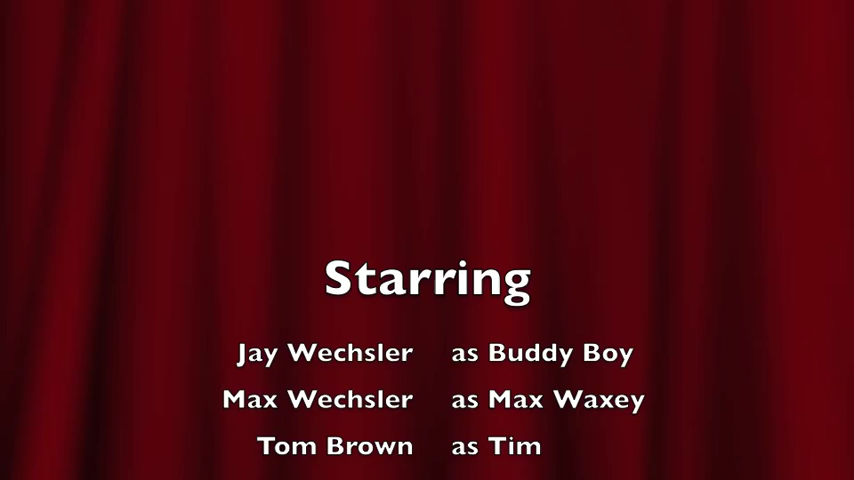 Starring
Jay Wechsler as Buddy Boy
Max Wechsler as Max Waxey
Tom Brown as Tim